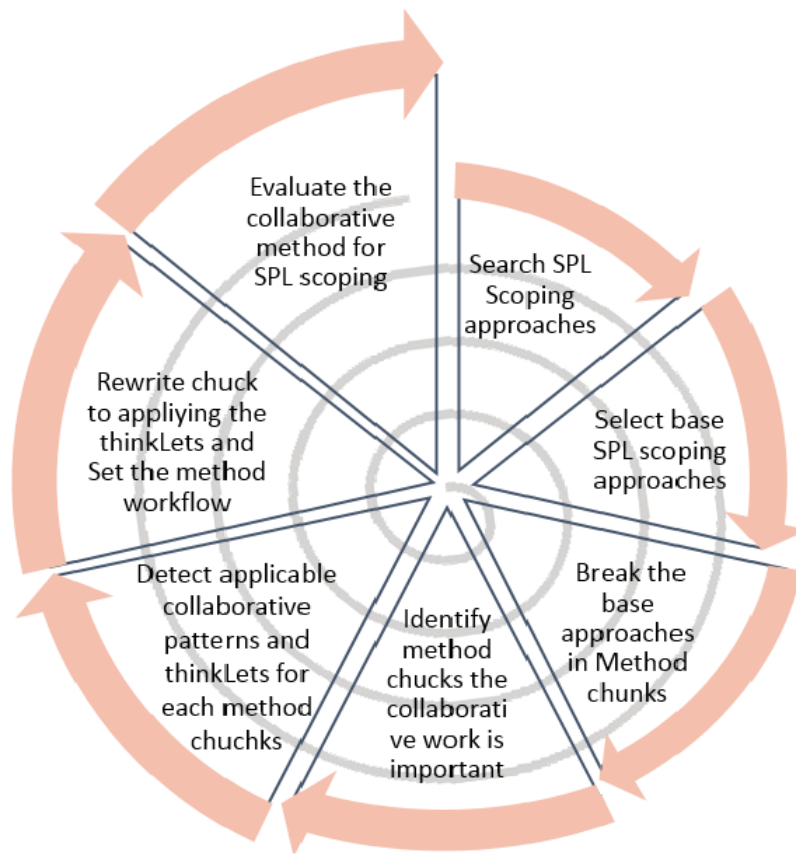 Search SPL
Scoping
approaches
Select base
SPL scoping
approaches
Break the
base
approaches
in Method
chunks
Identify
method
chucks the
collaborati
ve work is
important
Detect applicable
collaborative
patterns and
thinkLets for
each method
chuchks
Rewrite chuck
to appliying the
thinkLets and
Set the method
workflow
Evaluate the
collaborative
method for
SPL scoping